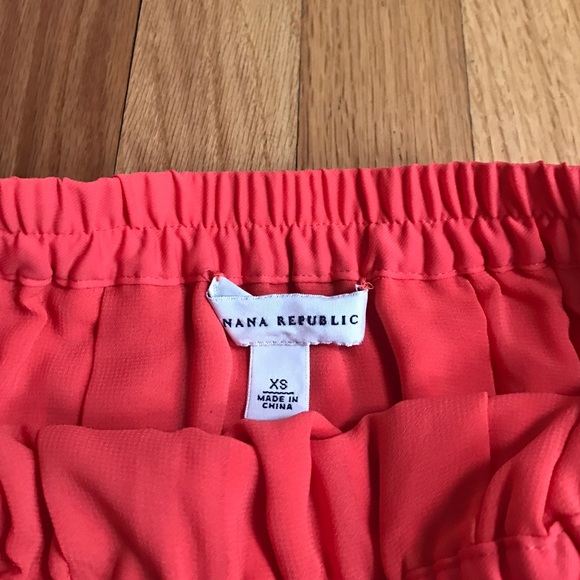 NANA REPUBLIC
XS
MADE IN
CHINA